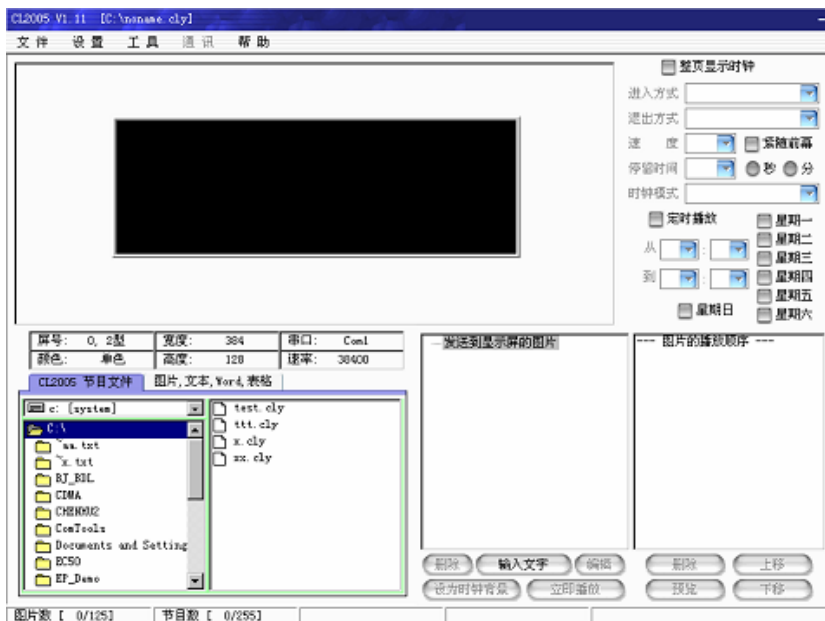 CL2005 V1.11 [C:\noname.cly]
文件 设置 工具 通讯 帮助
整页显示时钟
进入方式
退出方式
速 度 紧随前幕
停留时间 秒 分
时钟模式
定时播放 星期一
星期二
从 : 星期三
到 : 星期四
星期五
星期日 星期六
屏号: 0, 2型 宽度: 384 串口: Com1
颜色: 单色 高度: 128 速率: 38400
CL2005 节目文件 图片,文本,Word,表格
c: [system]
C:\
~x.txt
BJ_BDL
CDMA
CHENHU2
ComTools
Documents and Setting
EC50
EP_Demo
test.cly
ttt.cly
x.cly
xx.cly
发送到显示屏的图片
--- 图片的播放顺序 ---
删除 输入文字 编辑 删除 上移
设为时钟背景 立即播放 预览 下移
图片数 [ 0/125] 节目数 [ 0/255]